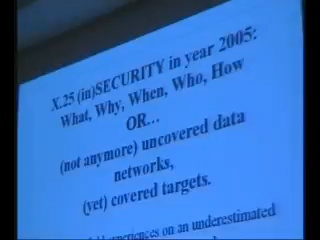 X.25 (in)SECURITY in year 2005:
What, Why, When, Who, How
OR...
(not anymore) uncovered data
networks,
(yet) covered targets.
experiences on an underestimated